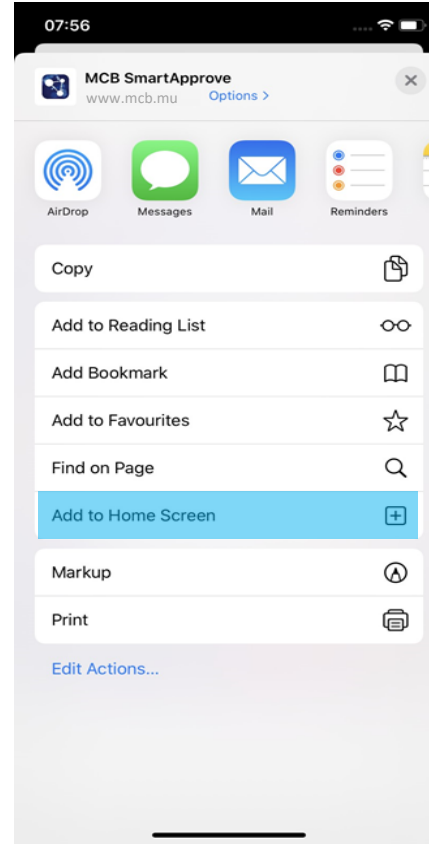 07:56
MCB SmartApprove
www.mcb.mu Options >
AirDrop Messages Mail Reminders
Copy
Add to Reading List
Add Bookmark
Add to Favourites
Find on Page
Add to Home Screen
Markup
Print
Edit Actions...